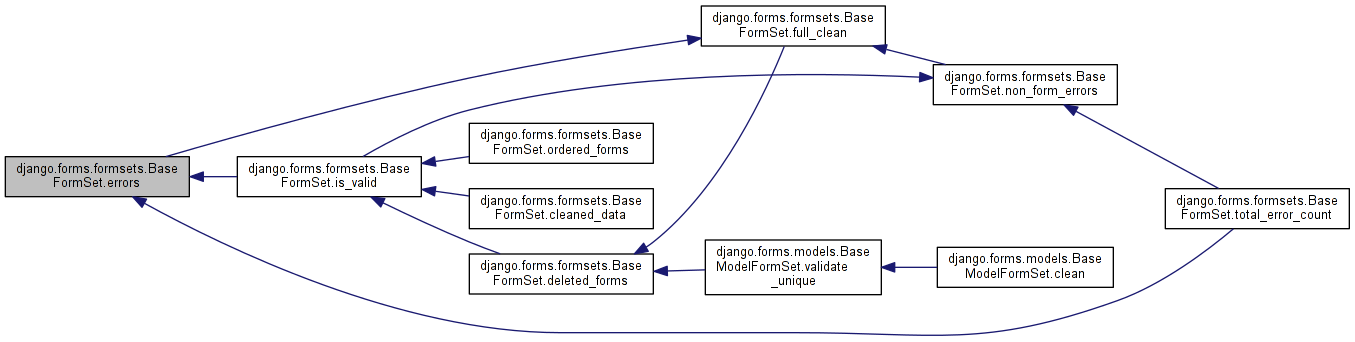 django.forms.formsets.Base
FormSet.full_clean
django.forms.formsets.Base
FormSet.non_form_errors
django.forms.formsets.Base
FormSet.ordered_forms
django.forms.formsets.Base
FormSet.errors
django.forms.formsets.Base
FormSet.is_valid
django.forms.formsets.Base
FormSet.cleaned_data
django.forms.formsets.Base
FormSet.total_error_count
django.forms.formsets.Base
FormSet.deleted_forms
django.forms.models.Base
ModelFormSet.validate
_unique
django.forms.models.Base
ModelFormSet.clean